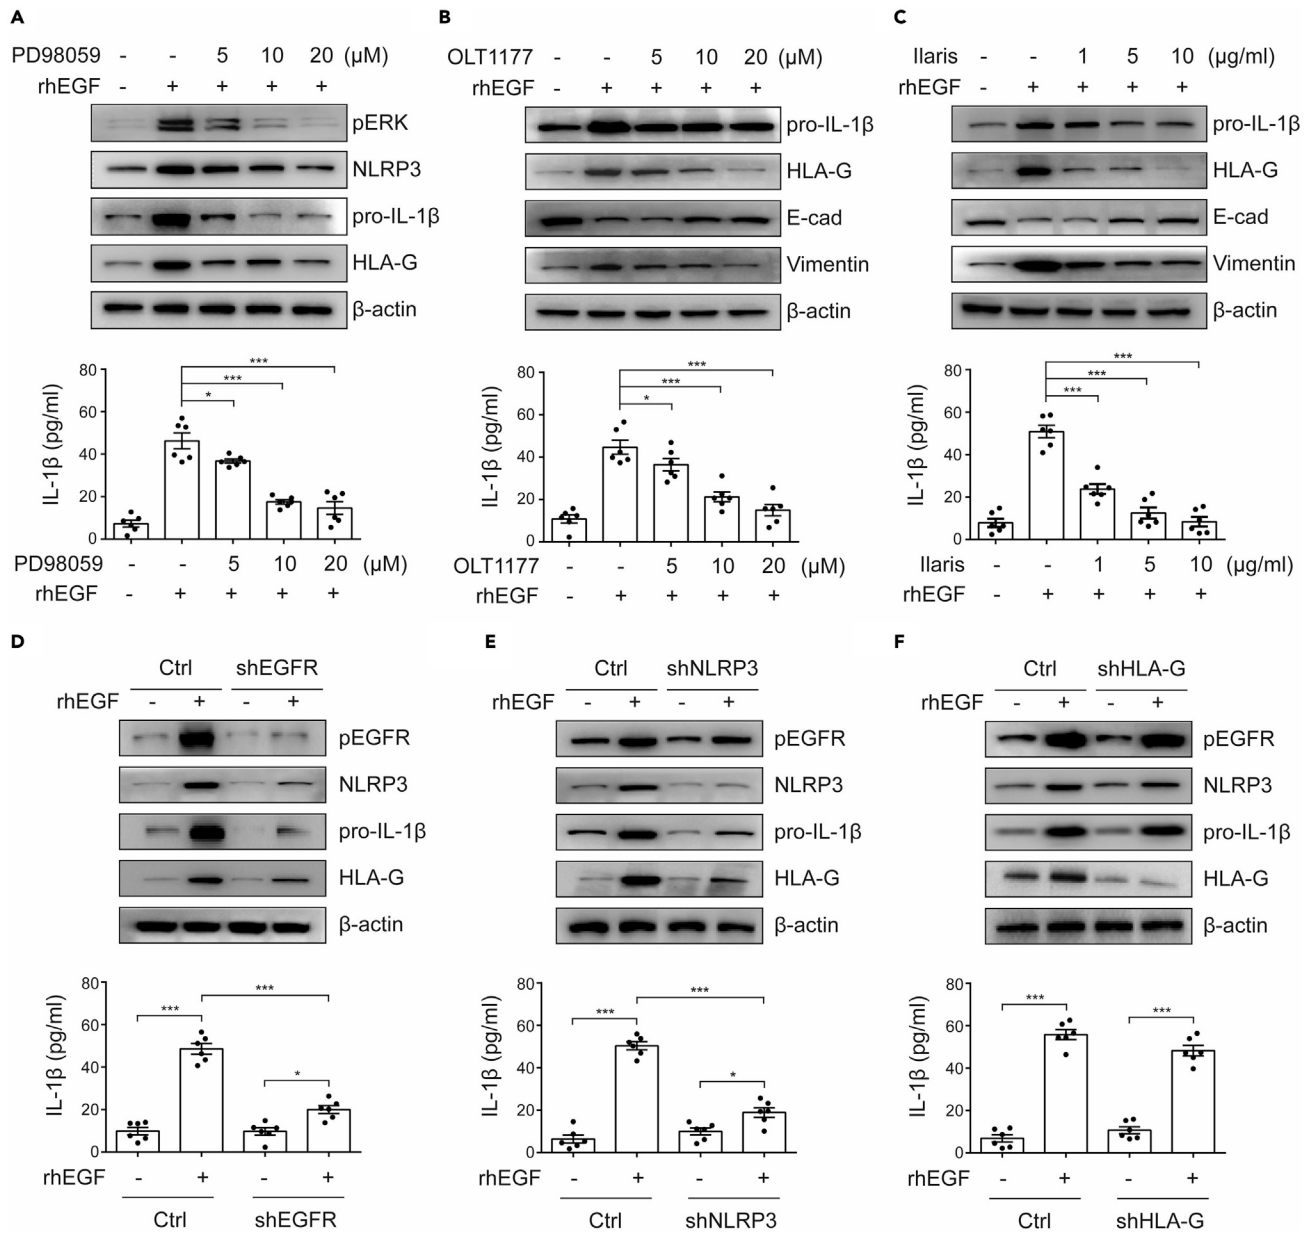 A
PD98059 - - 5 10 20 (μM)
rhEGF - + + + +
pERK
NLRP3
pro-IL-1β
HLA-G
β-actin
***
***
*
IL-1β (pg/ml)
80
60
40
20
0
PD98059 - - 5 10 20 (μM)
rhEGF - + + + +
B
OLT1177 - - 5 10 20 (μM)
rhEGF - + + + +
pro-IL-1β
HLA-G
E-cad
Vimentin
β-actin
***
***
*
IL-1β (pg/ml)
80
60
40
20
0
OLT1177 - - 5 10 20 (μM)
rhEGF - + + + +
C
Ilaris - - 1 5 10 (μg/ml)
rhEGF - + + + +
pro-IL-1β
HLA-G
E-cad
Vimentin
β-actin
***
***
***
IL-1β (pg/ml)
80
60
40
20
0
Ilaris - - 1 5 10 (μg/ml)
rhEGF - + + + +
D
Ctrl shEGFR
rhEGF - + - +
pEGFR
NLRP3
pro-IL-1β
HLA-G
β-actin
***
***
*
IL-1β (pg/ml)
80
60
40
20
0
rhEGF - + - +
Ctrl shEGFR
E
Ctrl shNLRP3
rhEGF - + - +
pEGFR
NLRP3
pro-IL-1β
HLA-G
β-actin
***
***
*
IL-1β (pg/ml)
80
60
40
20
0
rhEGF - + - +
Ctrl shNLRP3
F
Ctrl shHLA-G
rhEGF - + - +
pEGFR
NLRP3
pro-IL-1β
HLA-G
β-actin
*** ***
IL-1β (pg/ml)
80
60
40
20
0
rhEGF - + - +
Ctrl shHLA-G